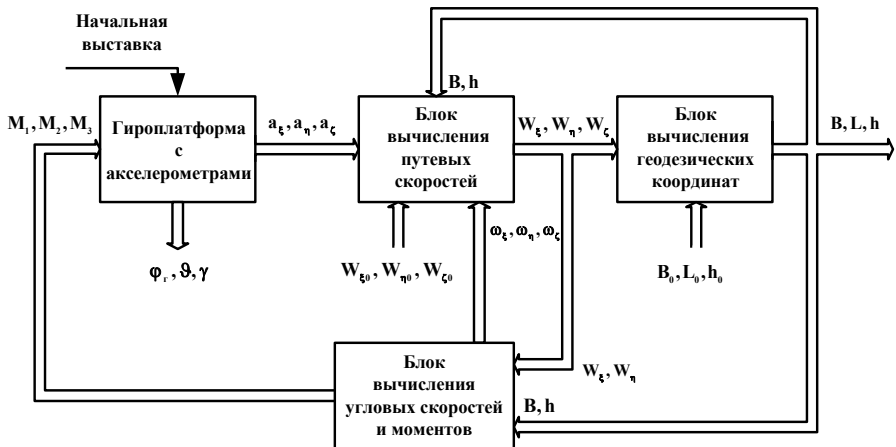 Начальная
выставка
M₁, M₂, M₃
Гироплатформа
с
акселерометрами
a_ξ, a_η, a_ζ
B, h
Блок
вычисления
путевых
скоростей
W_ξ, W_η, W_ζ
Блок
вычисления
геодезических
координат
B, L, h
φ_г, ϑ, γ
W_ξ0, W_η0, W_ζ0
ω_ξ, ω_η, ω_ζ
B₀, L₀, h₀
Блок
вычисления
угловых скоростей
и моментов
W_ξ, W_η
B, h